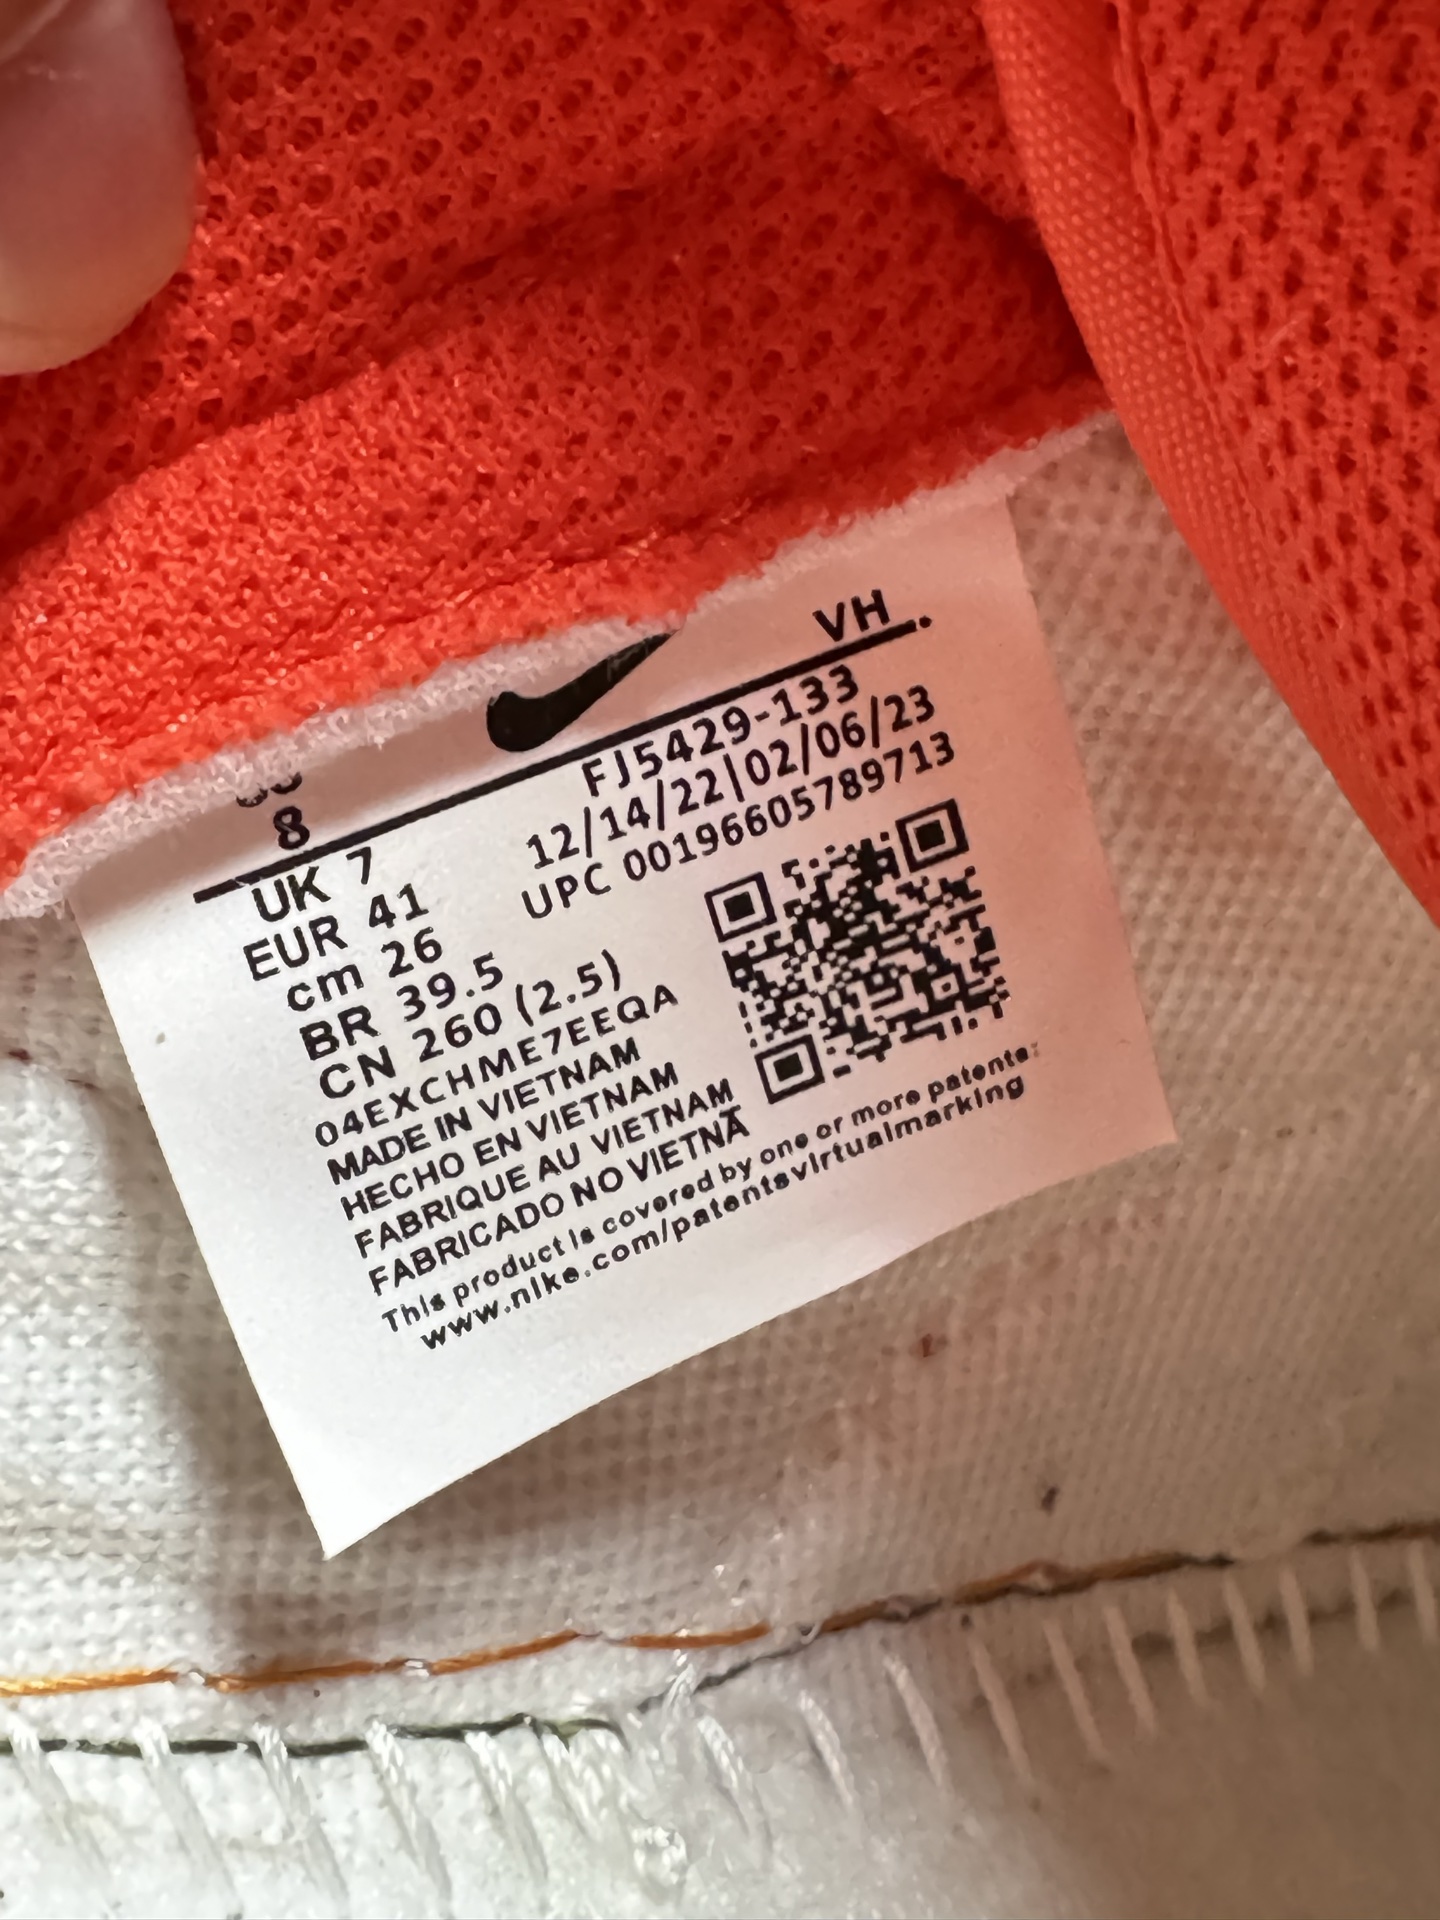 VH
8
UK 7
EUR 41
cm 26
BR 39.5
CN 260 (2.5)
FJ5429-133
12/14/22|02/06/23
UPC 00196605789713
04EXCHME7EEQA
MADE IN VIETNAM
HECHO EN VIETNAM
FABRIQUE AU VIETNAM
FABRICADO NO VIETNÃ
This product is covered by one or more patents:
www.nike.com/patentsvirtualmarking